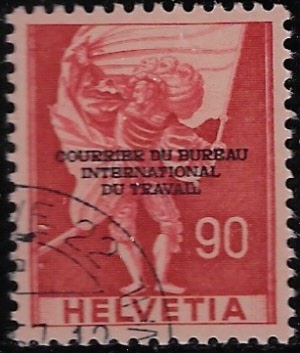 COURRIER DU BUREAU
INTERNATIONAL
DU TRAVAIL
90
HELVETIA